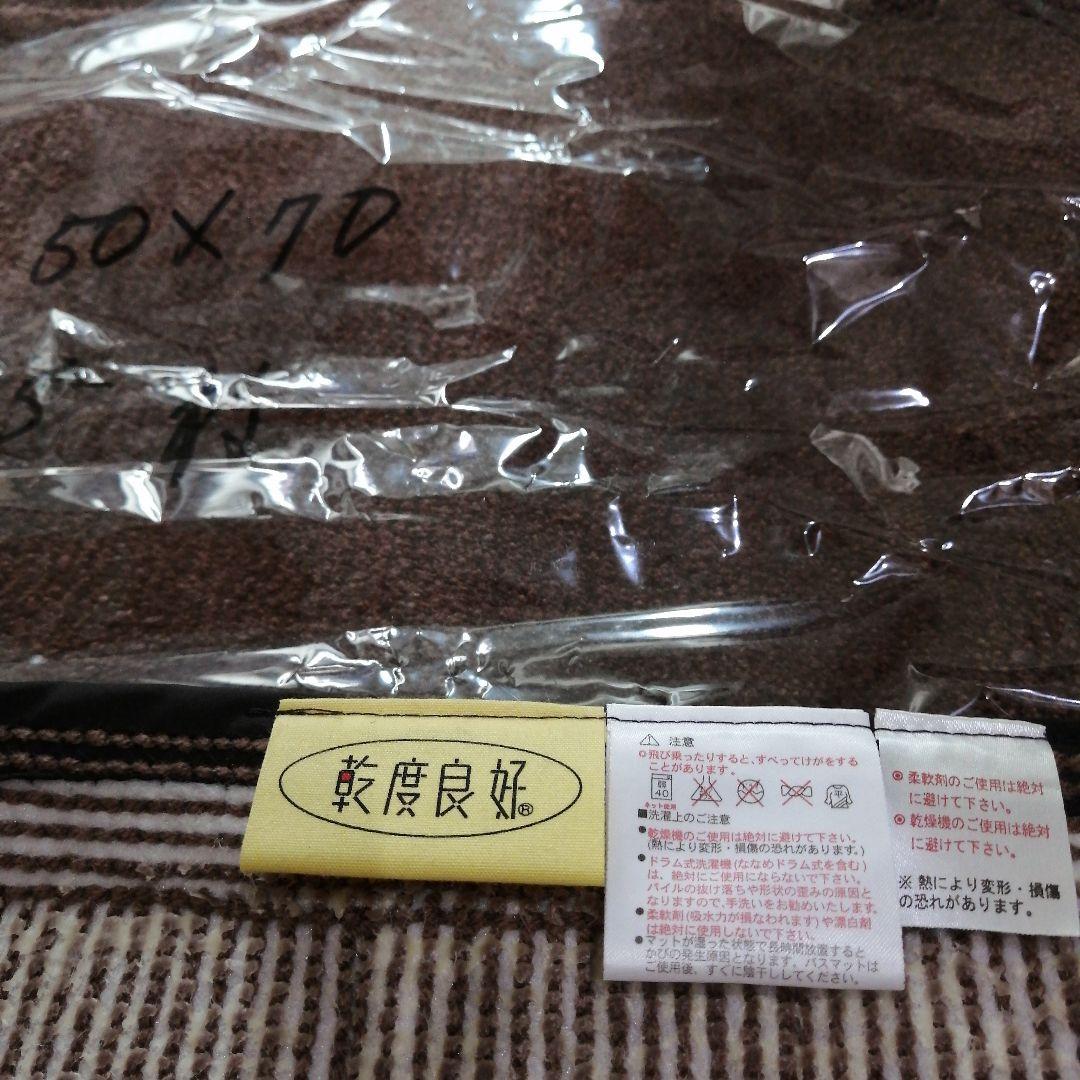 50×70
乾度良好®
⚠ 注意
飛び乗ったりすると、すべってけがをする
ことがあります。
弱
40
平
ネット使用
■洗濯上のご注意
●乾燥機のご使用は絶対に避けて下さい。
(熱により変形・損傷の恐れがあります。)
●ドラム式洗濯機(ななめドラム式を含む)
は、絶対にご使用にならないで下さい。
パイルの抜け落ちや形状の歪みの原因と
なりますので、手洗いをお勧めいたします。
●柔軟剤(吸水力が損なわれます)や漂白剤
は絶対に使用しないで下さい。
●マットが湿った状態で長時間放置すると
かびの発生原因となります。バスマットは
ご使用後、すぐに陰干ししてください。
◉柔軟剤のご使用は絶対
に避けて下さい。
◉乾燥機のご使用は絶対
に避けて下さい。
※熱により変形・損傷
の恐れがあります。